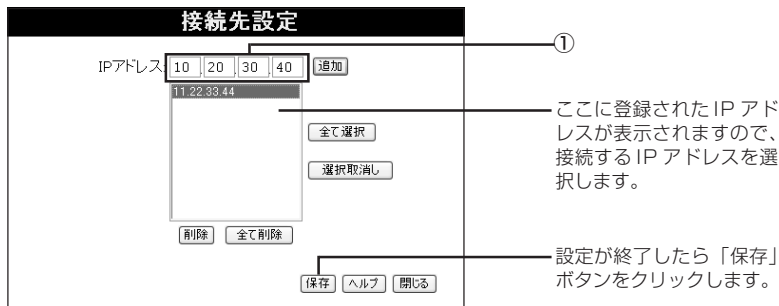 接続先設定
①
IPアドレス: 10 . 20 . 30 . 40 追加
11.22.33.44
ここに登録されたIP アド
レスが表示されますので、
接続するIP アドレスを選
択します。
全て選択
選択取消し
削除 全て削除
設定が終了したら「保存」
ボタンをクリックします。
保存 ヘルプ 閉じる